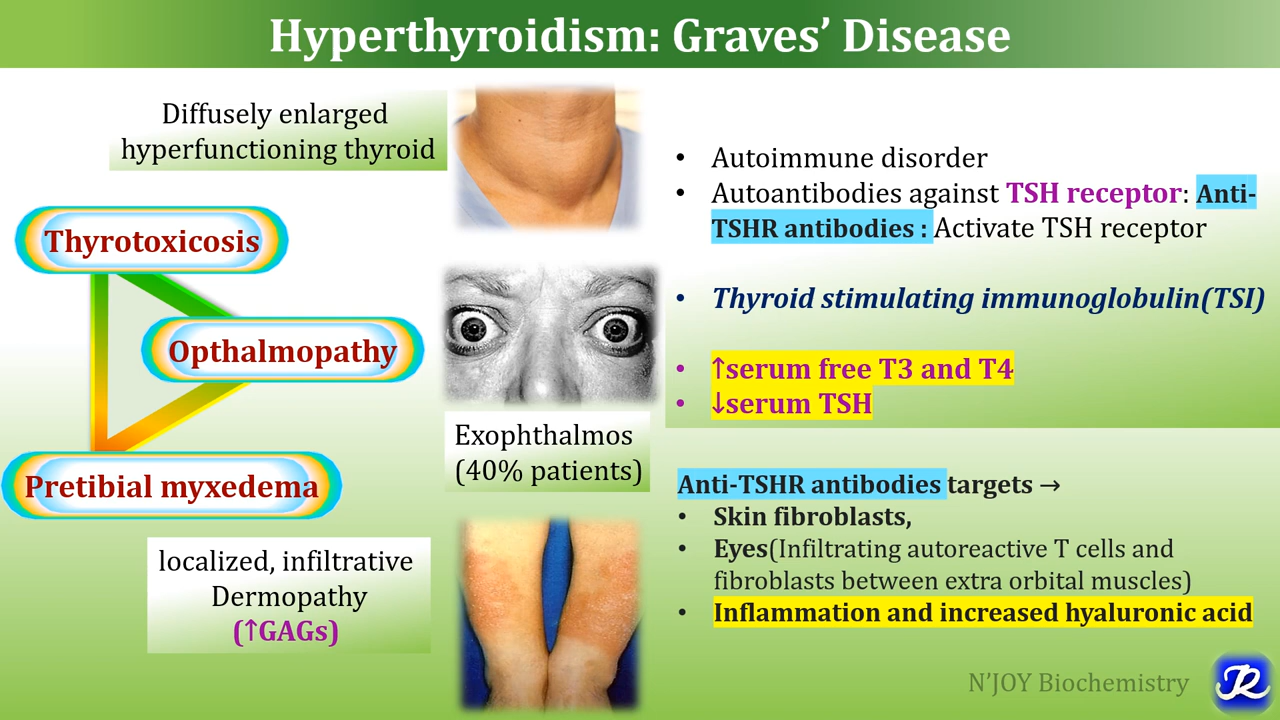 Hyperthyroidism: Graves’ Disease
Diffusely enlarged
hyperfunctioning thyroid
Thyrotoxicosis
Opthalmopathy
Pretibial myxedema
Exophthalmos
(40% patients)
localized, infiltrative
Dermopathy
(↑GAGs)
• Autoimmune disorder
• Autoantibodies against TSH receptor: Anti-
TSHR antibodies : Activate TSH receptor
• Thyroid stimulating immunoglobulin(TSI)
• ↑serum free T3 and T4
• ↓serum TSH
Anti-TSHR antibodies targets →
• Skin fibroblasts,
• Eyes(Infiltrating autoreactive T cells and
fibroblasts between extra orbital muscles)
• Inflammation and increased hyaluronic acid
N’JOY Biochemistry
JR